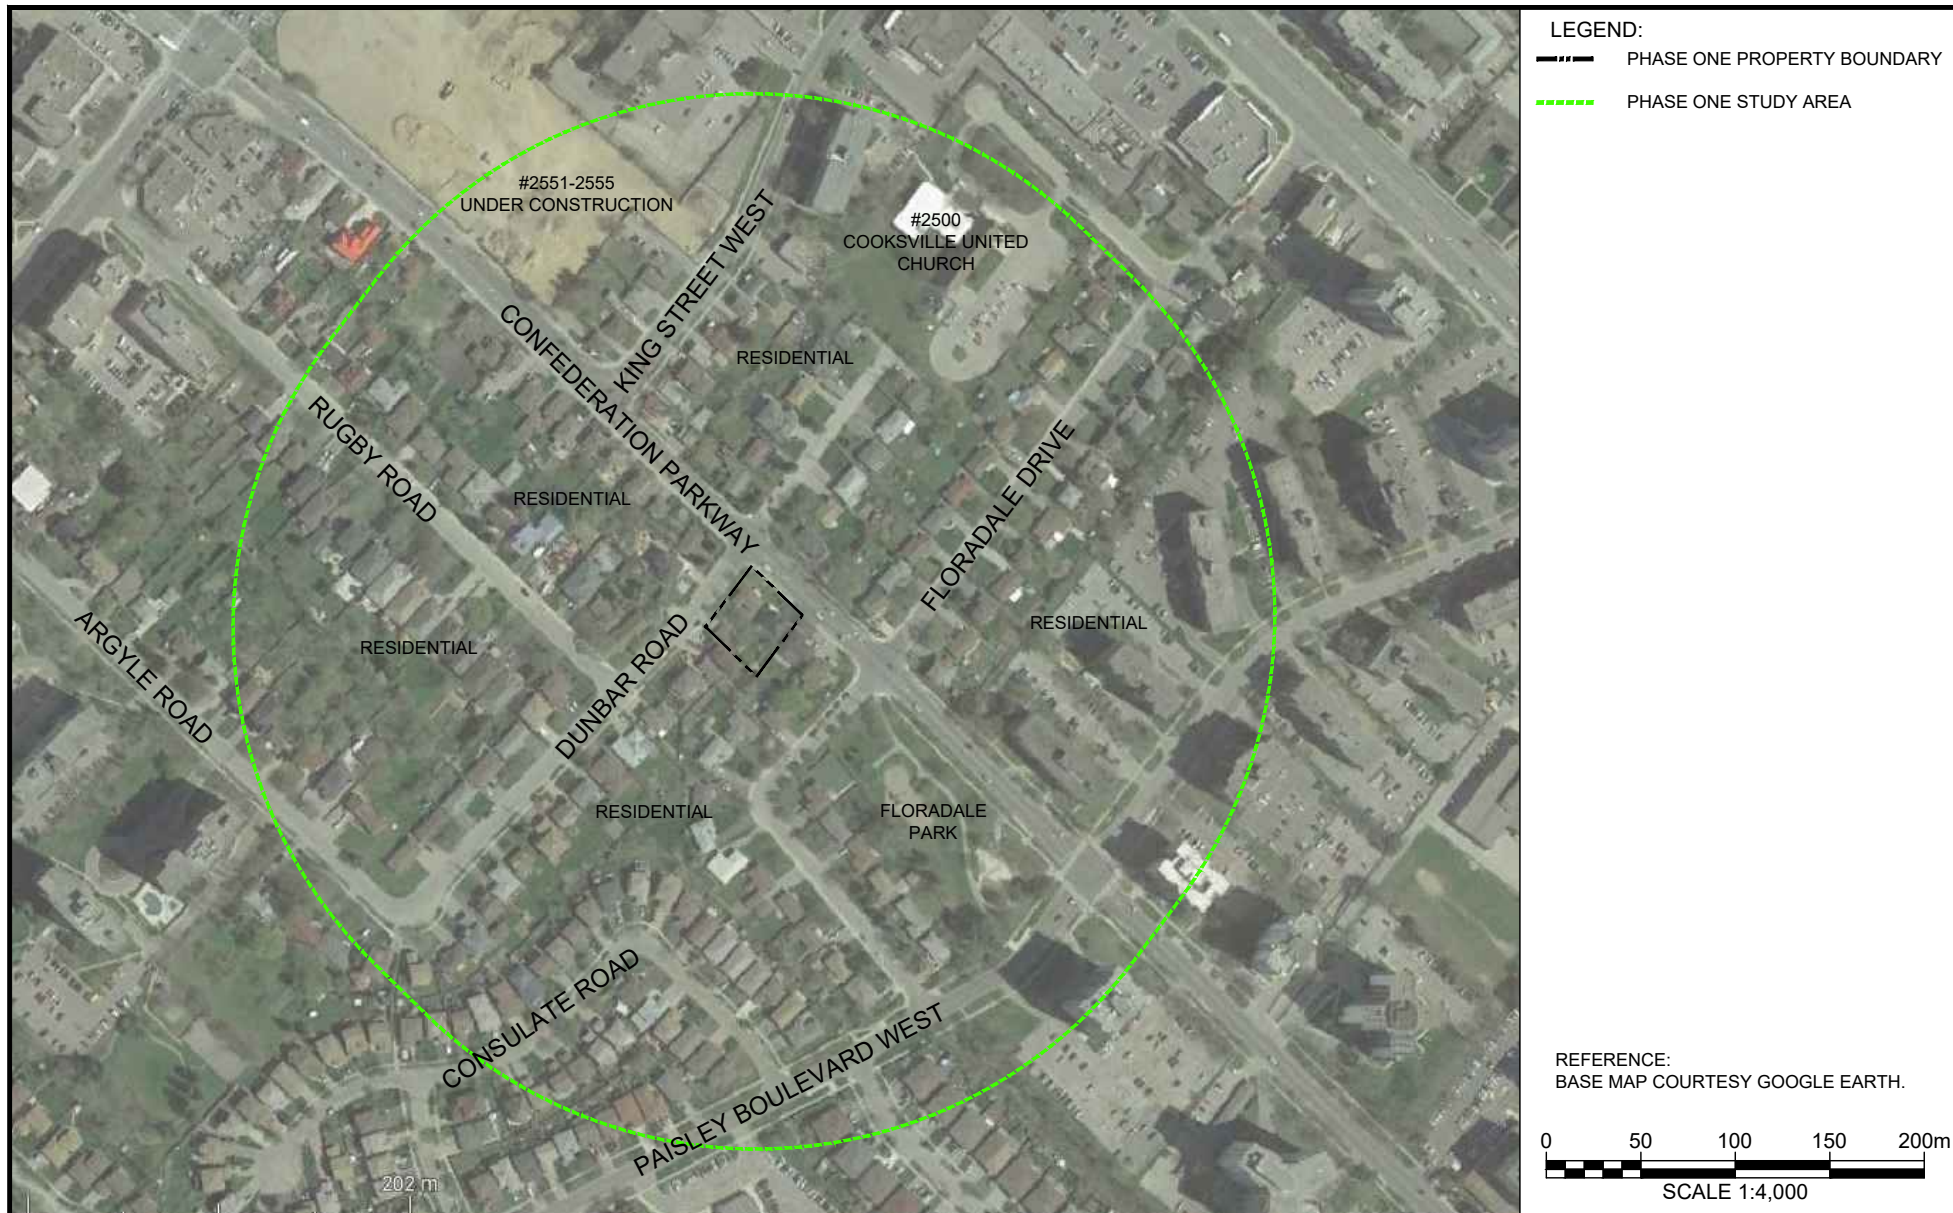 LEGEND:
PHASE ONE PROPERTY BOUNDARY
PHASE ONE STUDY AREA
#2551-2555
UNDER CONSTRUCTION
#2500
COOKSVILLE UNITED
CHURCH
KING STREET WEST
CONFEDERATION PARKWAY
RESIDENTIAL
RUGBY ROAD
RESIDENTIAL
FLORADALE DRIVE
ARGYLE ROAD
RESIDENTIAL
DUNBAR ROAD
RESIDENTIAL
RESIDENTIAL
FLORADALE
PARK
CONSULATE ROAD
PAISLEY BOULEVARD WEST
202 m
REFERENCE:
BASE MAP COURTESY GOOGLE EARTH.
0 50 100 150 200m
SCALE 1:4,000